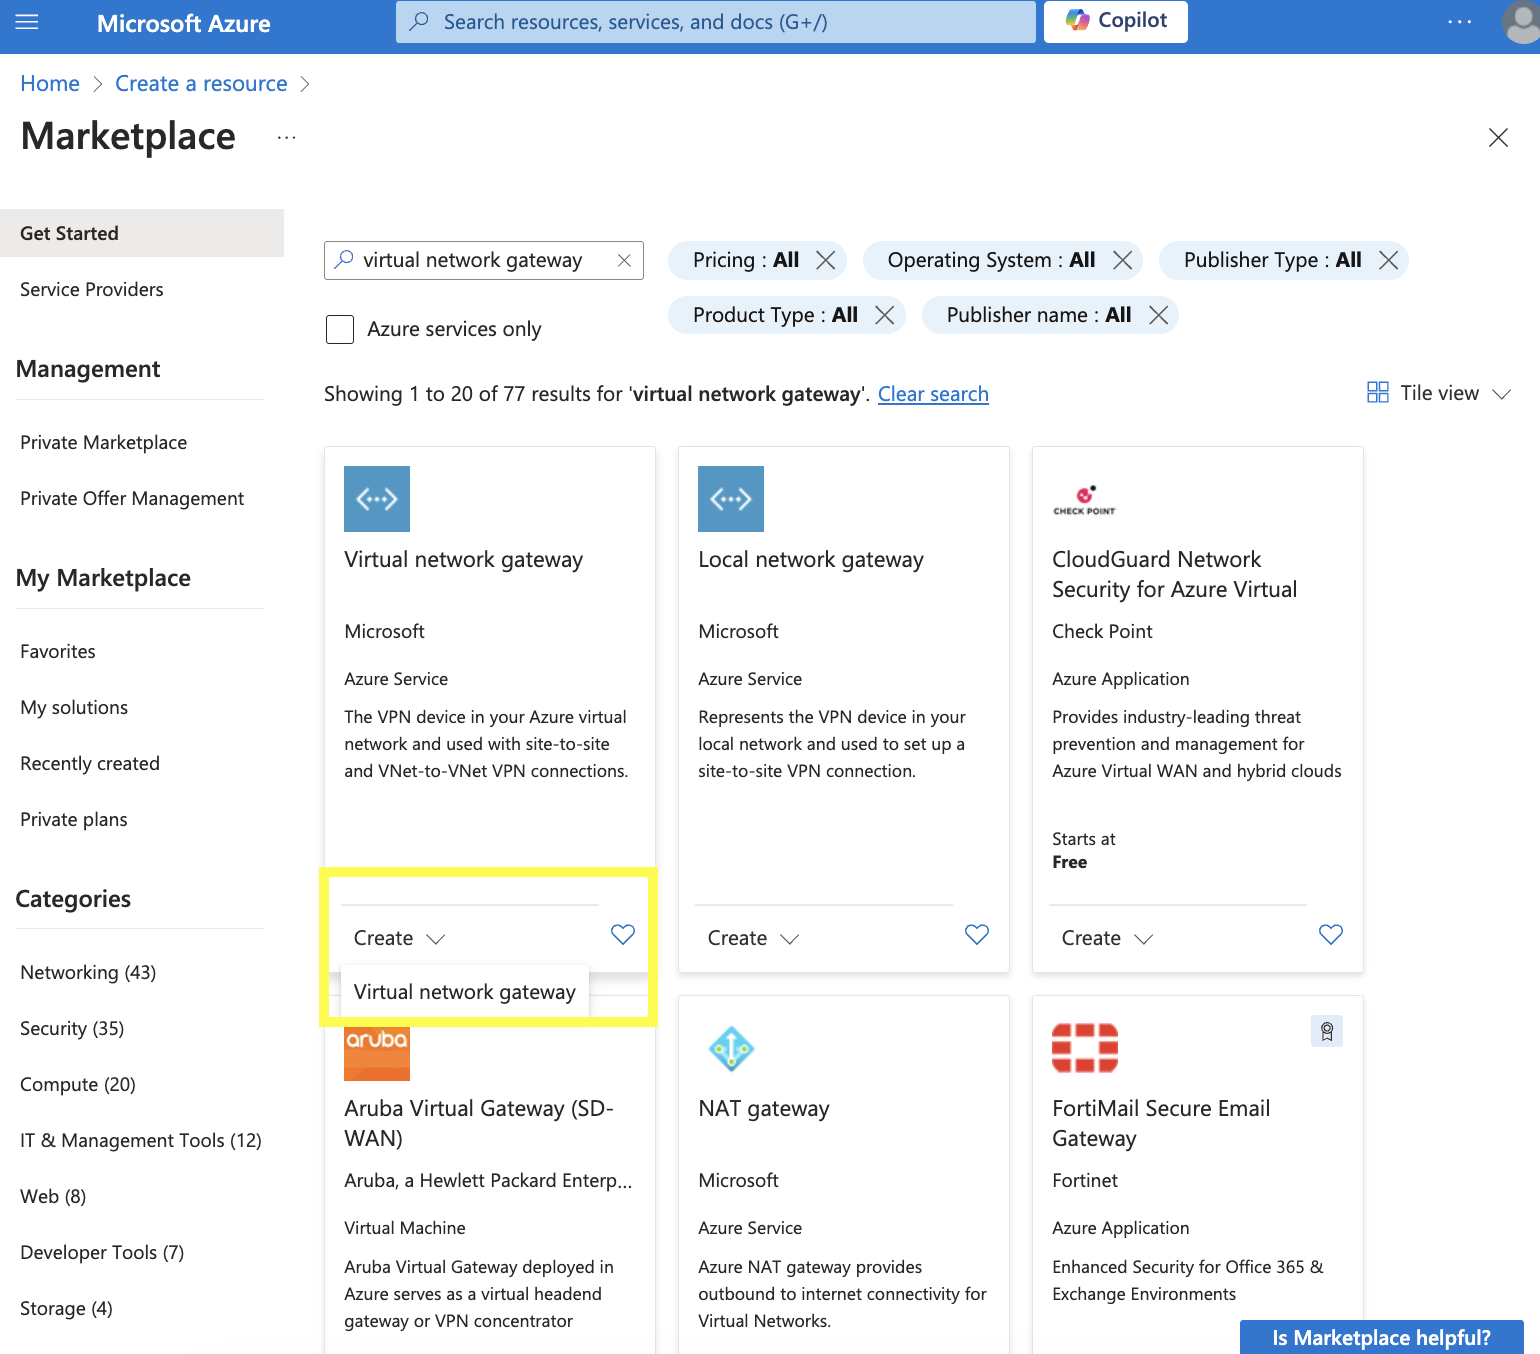 Microsoft Azure
Search resources, services, and docs (G+/)
Copilot
...
Home > Create a resource >
Marketplace ...
Get Started
Service Providers
Management
Private Marketplace
Private Offer Management
My Marketplace
Favorites
My solutions
Recently created
Private plans
Categories
Networking (43)
Security (35)
Compute (20)
IT & Management Tools (12)
Web (8)
Developer Tools (7)
Storage (4)
virtual network gateway
Pricing : All
Operating System : All
Publisher Type : All
Azure services only
Product Type : All
Publisher name : All
Showing 1 to 20 of 77 results for 'virtual network gateway'. Clear search
Tile view
Virtual network gateway
Microsoft
Azure Service
The VPN device in your Azure virtual
network and used with site-to-site
and VNet-to-VNet VPN connections.
Create
Virtual network gateway
Local network gateway
Microsoft
Azure Service
Represents the VPN device in your
local network and used to set up a
site-to-site VPN connection.
Create
CHECK POINT
CloudGuard Network
Security for Azure Virtual
Check Point
Azure Application
Provides industry-leading threat
prevention and management for
Azure Virtual WAN and hybrid clouds
Starts at
Free
Create
aruba
Aruba Virtual Gateway (SD-
WAN)
Aruba, a Hewlett Packard Enterp...
Virtual Machine
Aruba Virtual Gateway deployed in
Azure serves as a virtual headend
gateway or VPN concentrator
NAT gateway
Microsoft
Azure Service
Azure NAT gateway provides
outbound to internet connectivity for
Virtual Networks.
FortiMail Secure Email
Gateway
Fortinet
Azure Application
Enhanced Security for Office 365 &
Exchange Environments
Is Marketplace helpful?